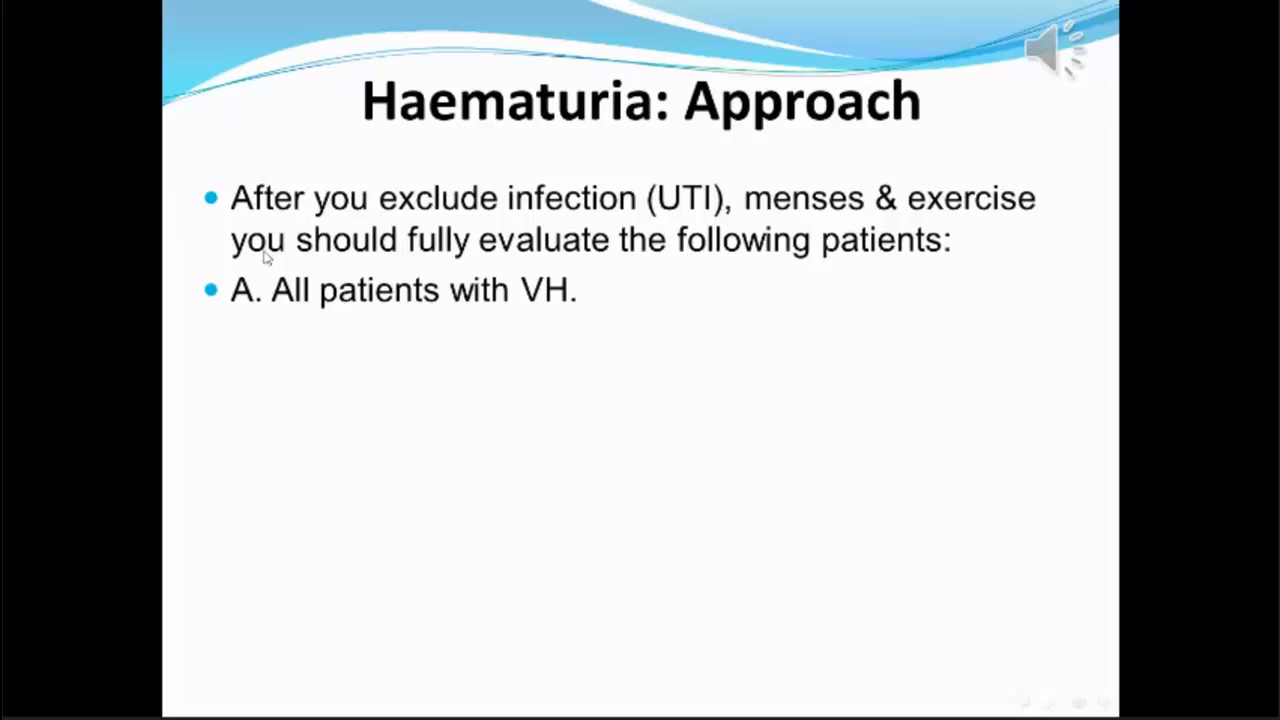 Haematuria: Approach
• After you exclude infection (UTI), menses & exercise
you should fully evaluate the following patients:
• A. All patients with VH.